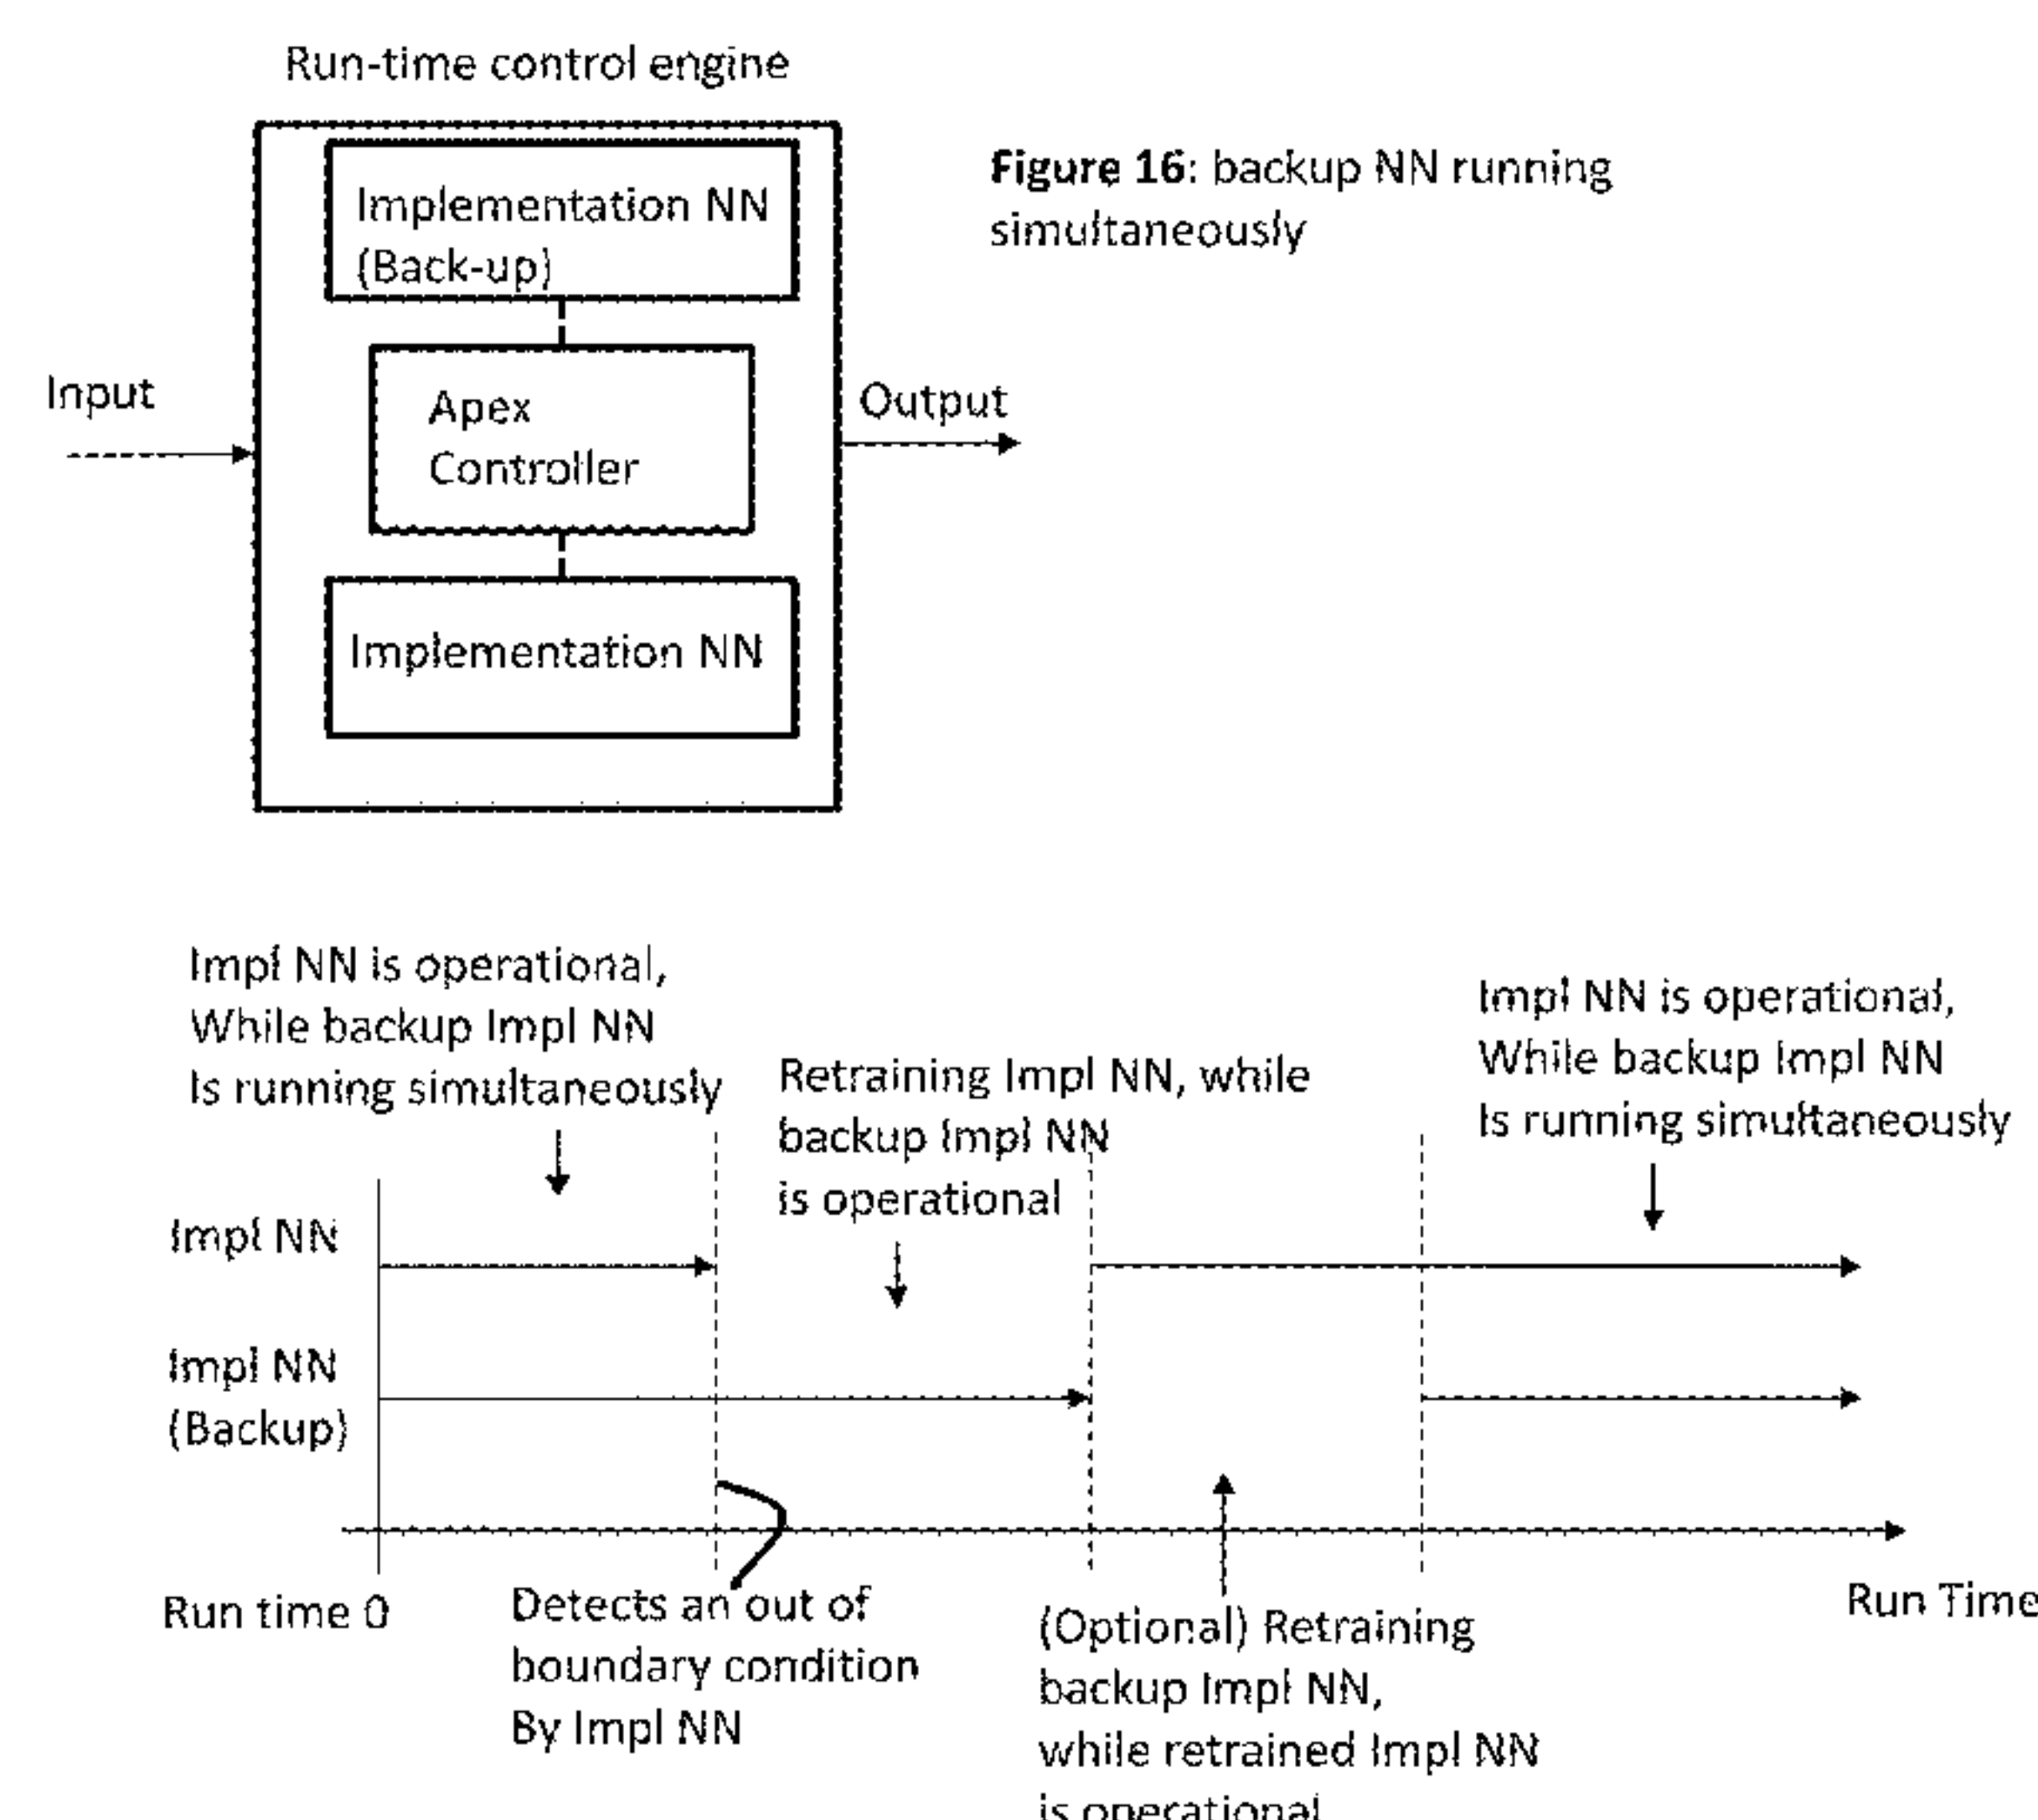 Run-time control engine
Figure 16: backup NN running
simultaneously
Implementation NN
(Back-up)
Input
Apex
Controller
Output
Implementation NN
Impl NN is operational,
While backup Impl NN
Is running simultaneously
Retraining Impl NN, while
backup Impl NN
is operational
Impl NN is operational,
While backup Impl NN
Is running simultaneously
Impl NN
Impl NN
(Backup)
Run time 0
Detects an out of
boundary condition
By Impl NN
(Optional) Retraining
backup Impl NN,
while retrained Impl NN
is operational
Run Time